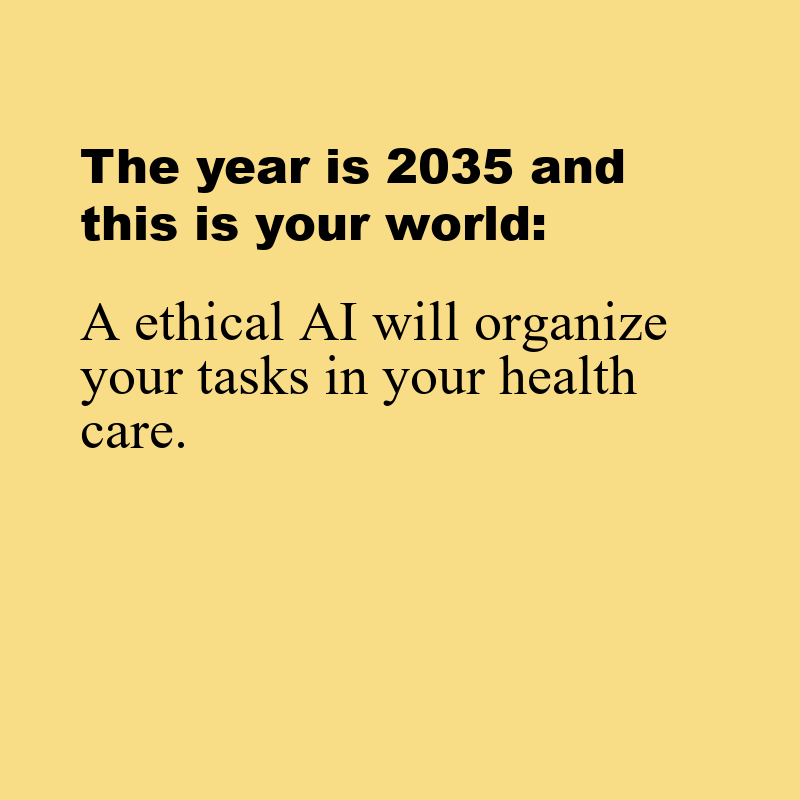 The year is 2035 and
this is your world:
A ethical AI will organize
your tasks in your health
care.